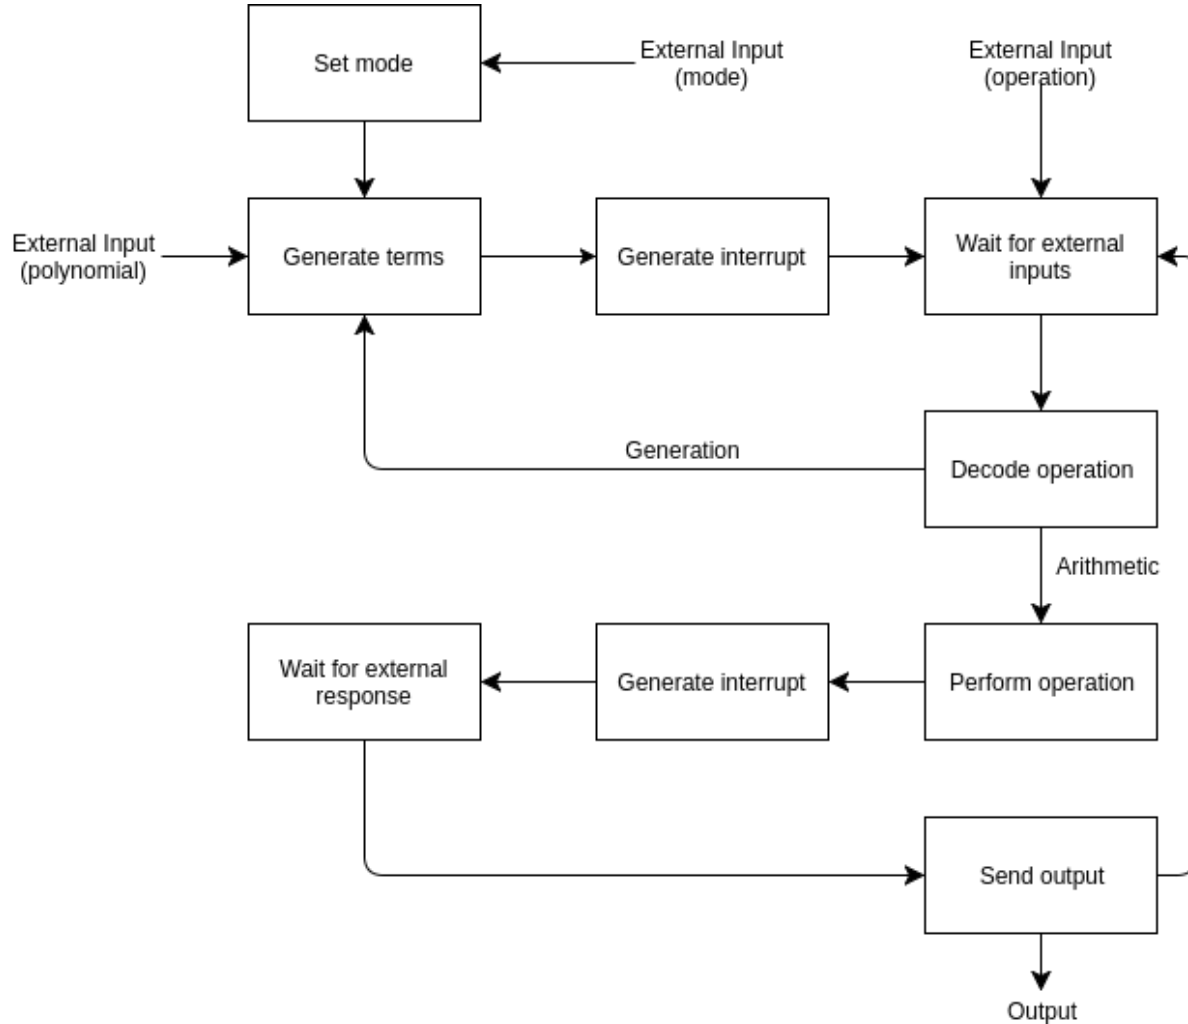 Set mode
External Input
(mode)
External Input
(operation)
External Input
(polynomial)
Generate terms
Generate interrupt
Wait for external
inputs
Generation
Decode operation
Arithmetic
Wait for external
response
Generate interrupt
Perform operation
Send output
Output